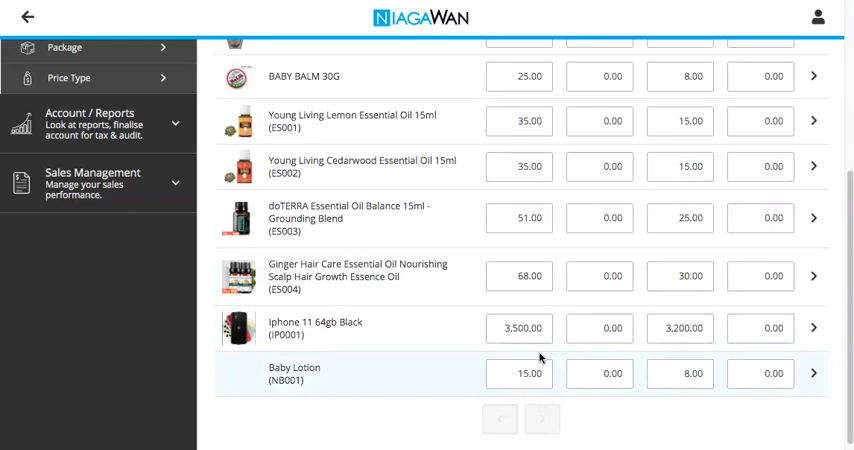 NIAGAWAN
Package
Price Type
Account / Reports
Look at reports, finalise
account for tax & audit.
Sales Management
Manage your sales
performance.
BABY BALM 30G 25.00 0.00 8.00 0.00
Young Living Lemon Essential Oil 15ml
(ES001) 35.00 0.00 15.00 0.00
Young Living Cedarwood Essential Oil 15ml
(ES002) 35.00 0.00 15.00 0.00
doTERRA Essential Oil Balance 15ml -
Grounding Blend
(ES003) 51.00 0.00 25.00 0.00
Ginger Hair Care Essential Oil Nourishing
Scalp Hair Growth Essence Oil
(ES004) 68.00 0.00 30.00 0.00
Iphone 11 64gb Black
(IP0001) 3,500.00 0.00 3,200.00 0.00
Baby Lotion
(NB001) 15.00 0.00 8.00 0.00